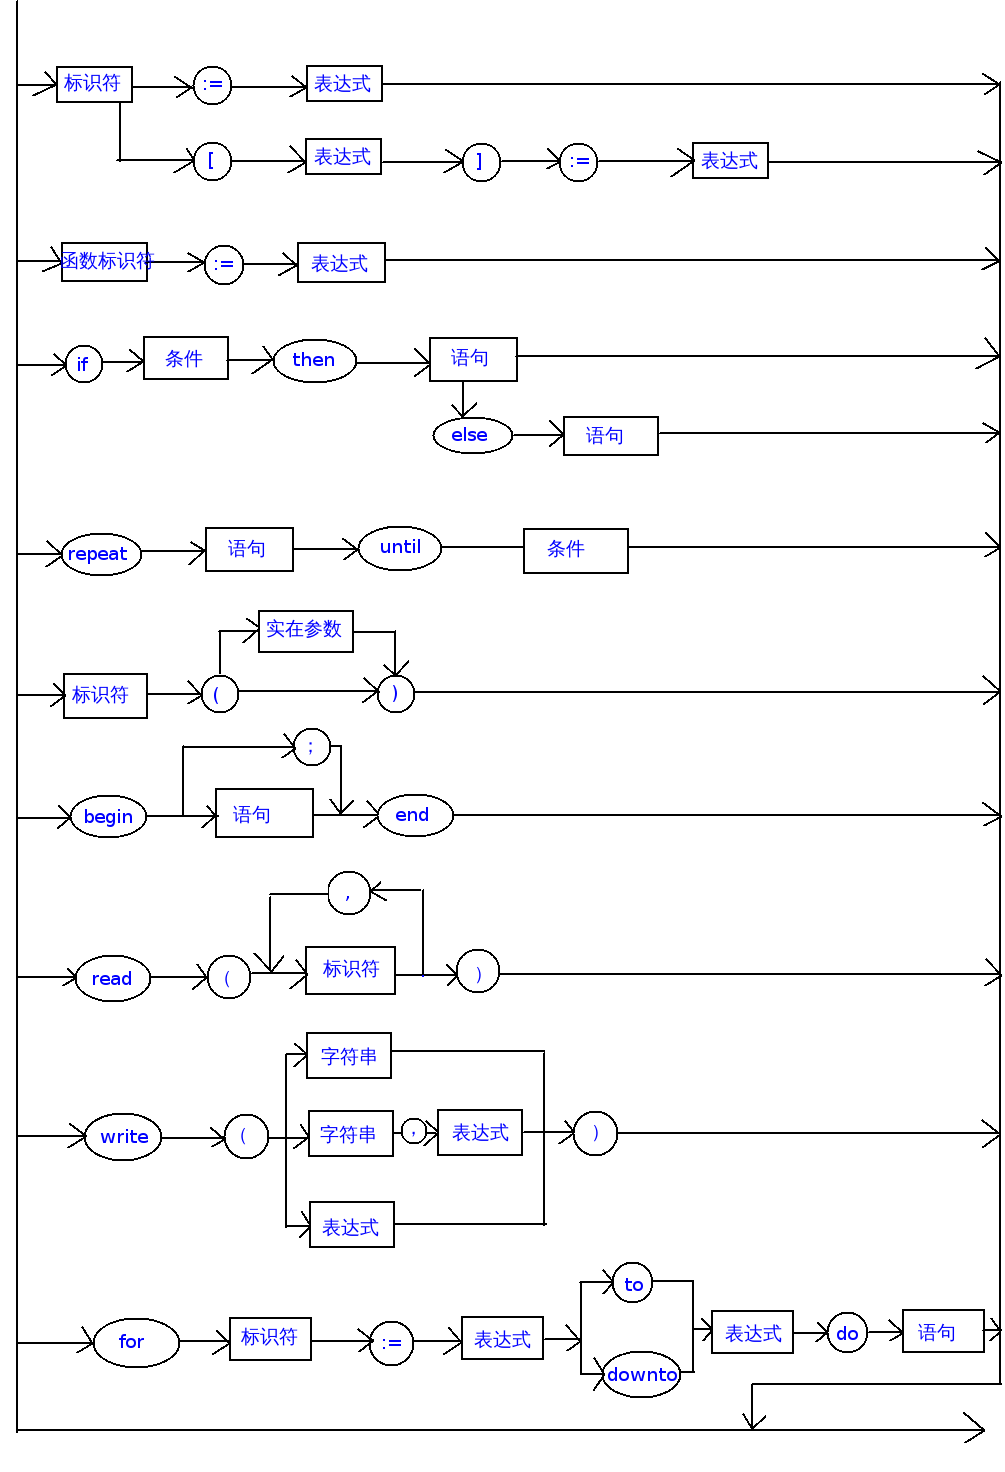 标识符 := 表达式
[ 表达式 ] := 表达式
函数标识符 := 表达式
if 条件 then 语句
else 语句
repeat 语句 until 条件
实在参数
标识符 ( )
;
begin 语句 end
,
read ( 标识符 )
字符串
write ( 字符串 , 表达式 )
表达式
to
for 标识符 := 表达式 表达式 do 语句
downto